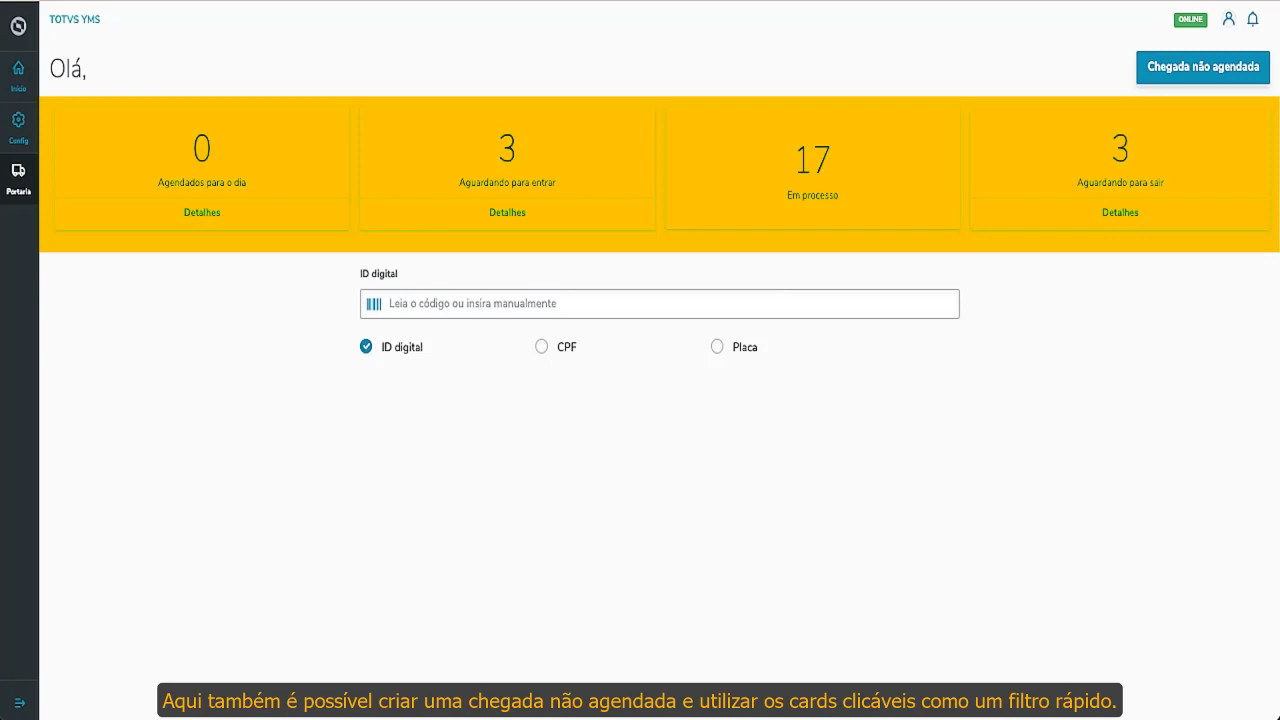 TOTVS YMS
ONLINE
Olá,
Chegada não agendada
Início
Config
Portaria
0
Agendados para o dia
Detalhes
3
Aguardando para entrar
Detalhes
17
Em processo
3
Aguardando para sair
Detalhes
ID digital
Leia o código ou insira manualmente
ID digital
CPF
Placa
Aqui também é possível criar uma chegada não agendada e utilizar os cards clicáveis como um filtro rápido.